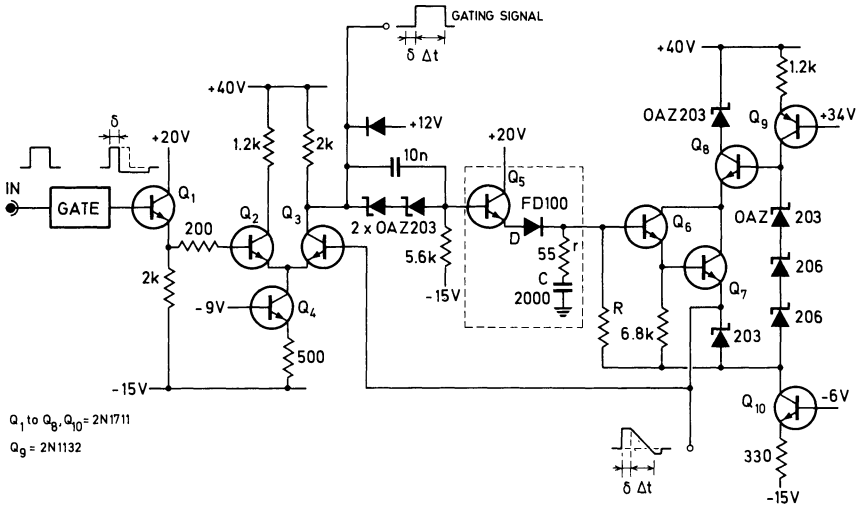 GATING SIGNAL
δ Δt
+40V
+40V
1.2k
+34V
Q9
OAZ203
Q8
+12V
+20V
δ
1.2k
2k
10n
+20V
IN
GATE
Q1
Q2
Q3
Q5
FD100
Q6
OAZ
203
200
2 x OAZ203
D
55
r
5.6k
C
2000
Q7
206
2k
-9V
Q4
-15V
R
6.8k
203
206
500
-15V
Q10
-6V
Q1 to Q8, Q10 = 2N1711
Q9 = 2N1132
330
δ Δt
-15V